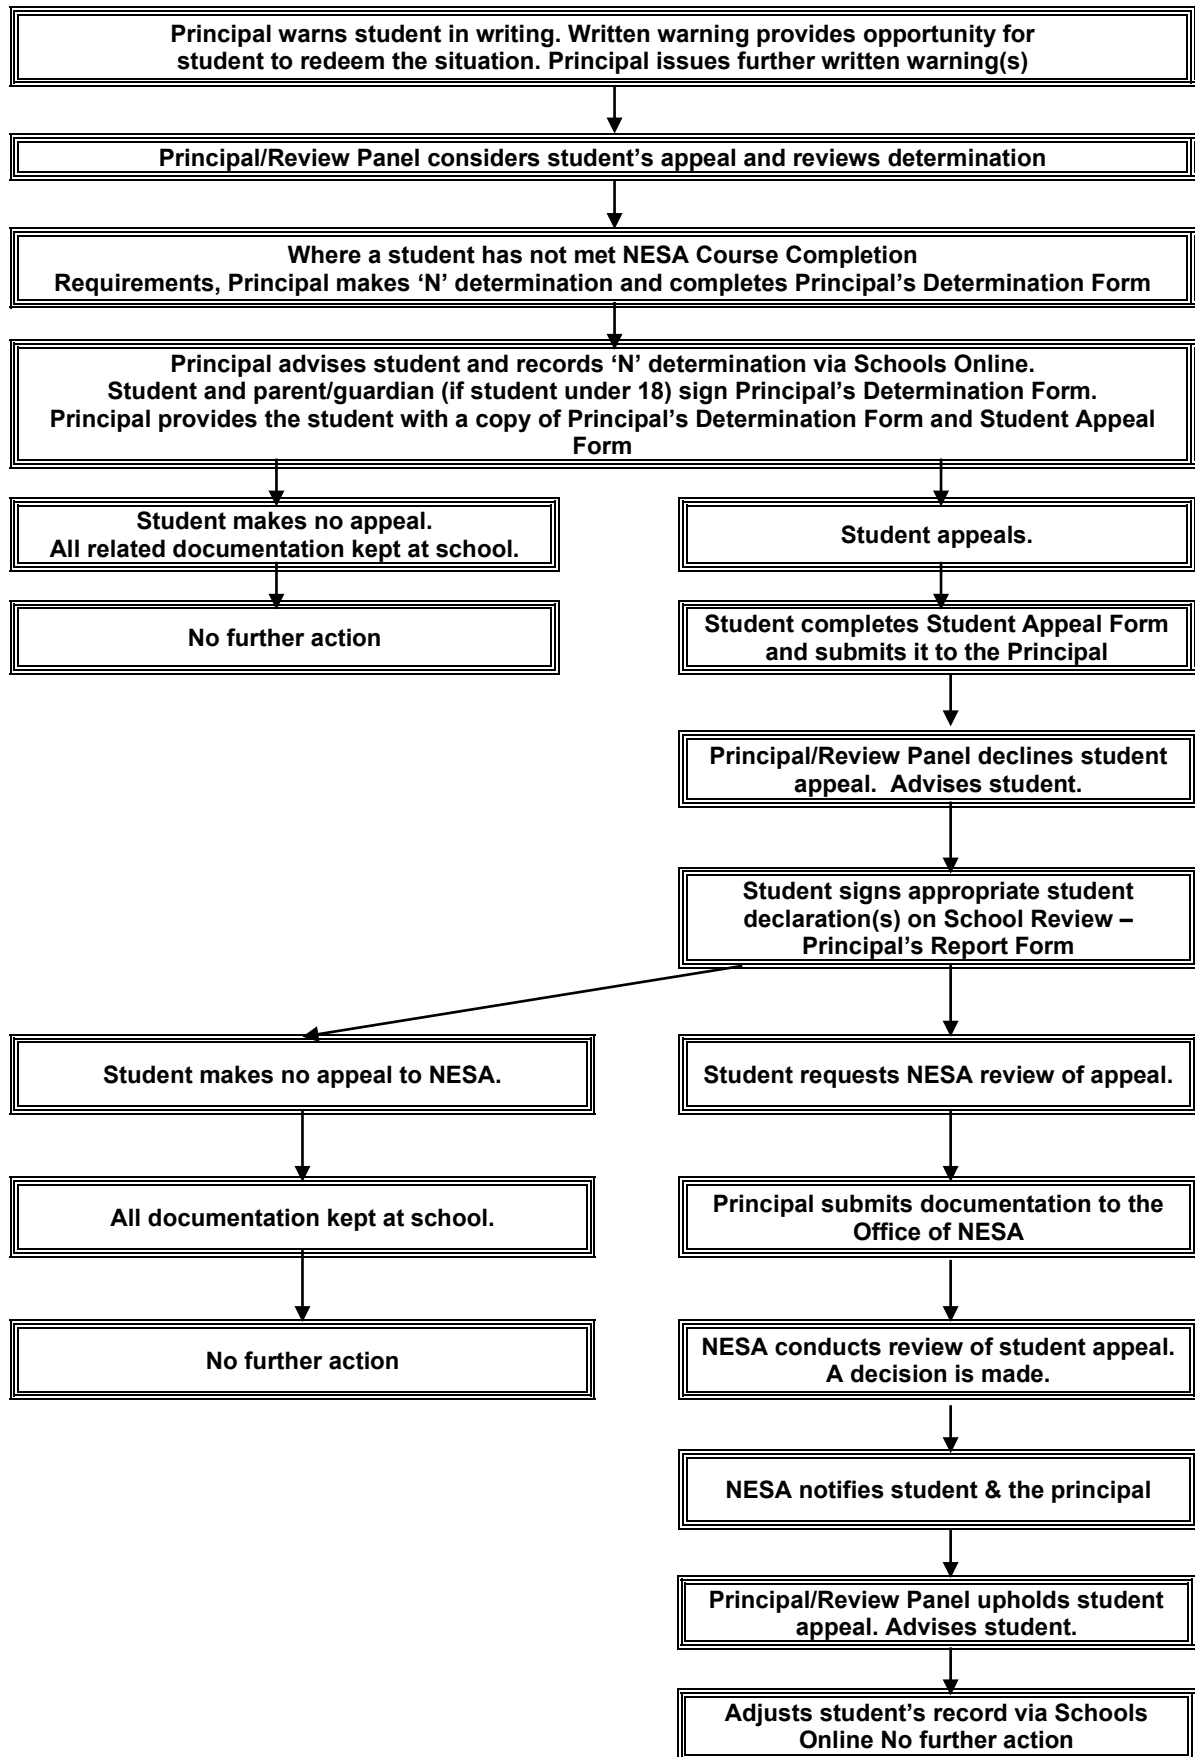 Principal warns student in writing. Written warning provides opportunity for
student to redeem the situation. Principal issues further written warning(s)
Principal/Review Panel considers student’s appeal and reviews determination
Where a student has not met NESA Course Completion
Requirements, Principal makes ‘N’ determination and completes Principal’s Determination Form
Principal advises student and records ‘N’ determination via Schools Online.
Student and parent/guardian (if student under 18) sign Principal’s Determination Form.
Principal provides the student with a copy of Principal’s Determination Form and Student Appeal
Form
Student makes no appeal.
All related documentation kept at school.
Student appeals.
No further action
Student completes Student Appeal Form
and submits it to the Principal
Principal/Review Panel declines student
appeal.  Advises student.
Student signs appropriate student
declaration(s) on School Review –
Principal’s Report Form
Student makes no appeal to NESA.
Student requests NESA review of appeal.
All documentation kept at school.
Principal submits documentation to the
Office of NESA
No further action
NESA conducts review of student appeal.
A decision is made.
NESA notifies student & the principal
Principal/Review Panel upholds student
appeal. Advises student.
Adjusts student’s record via Schools
Online No further action